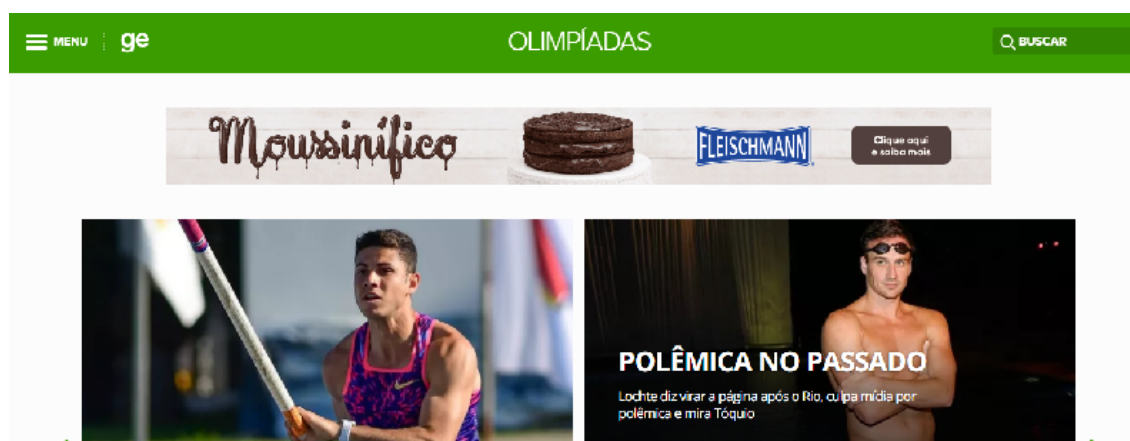 MENU
ge
OLIMPÍADAS
BUSCAR
Moussinífico
FLEISCHMANN
Clique aqui
e saiba mais
POLÊMICA NO PASSADO
Lochte diz virar a página após o Rio, culpa mídia por
polêmica e mira Tóquio